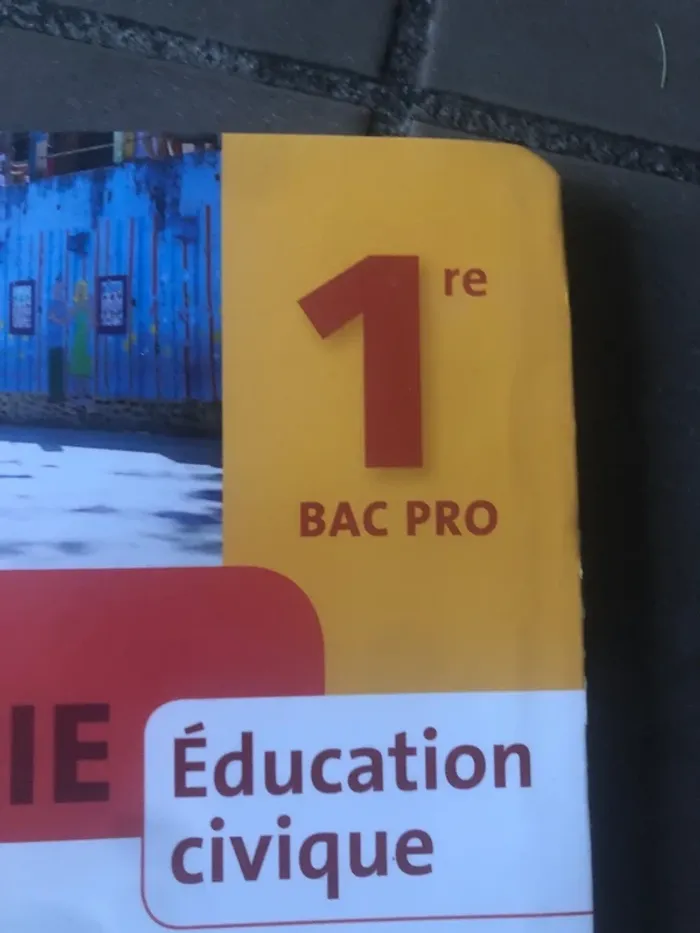 1re
BAC PRO
IE
Éducation
civique